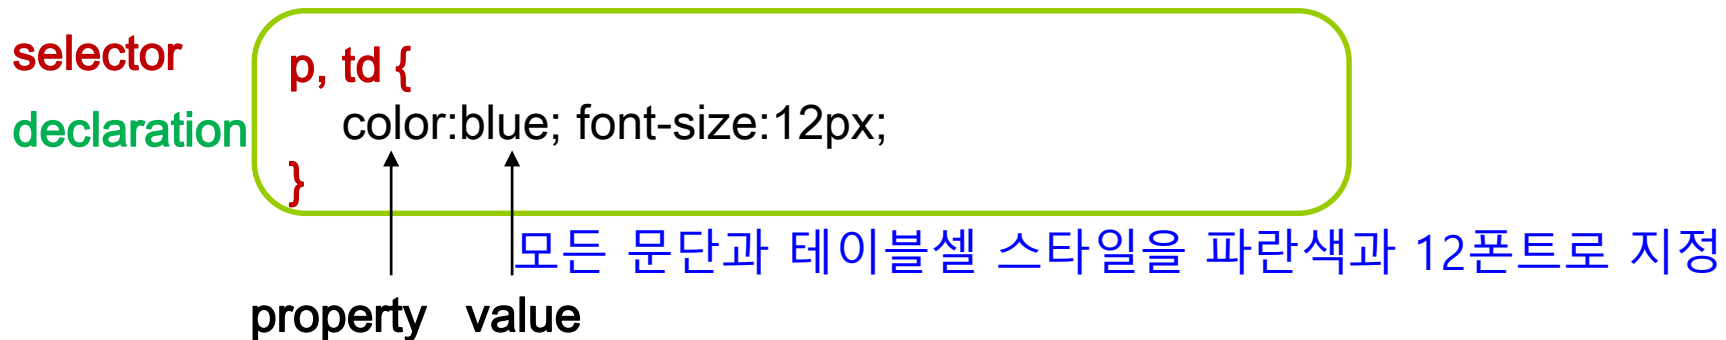 selector
p, td {
declaration
color:blue; font-size:12px;
}
모든 문단과 테이블셀 스타일을 파란색과 12폰트로 지정
property value